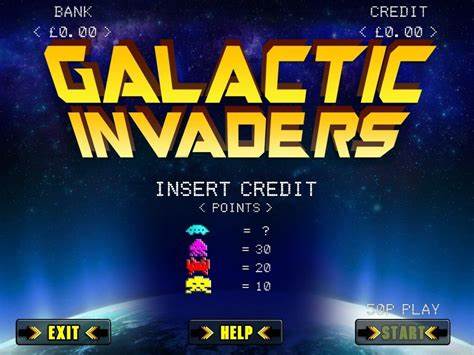 BANK CREDIT
< £0.00 > < £0.00 >
GALACTIC
INVADERS
INSERT CREDIT
< POINTS >
= ?
= 30
= 20
= 10
50P PLAY
EXIT HELP START